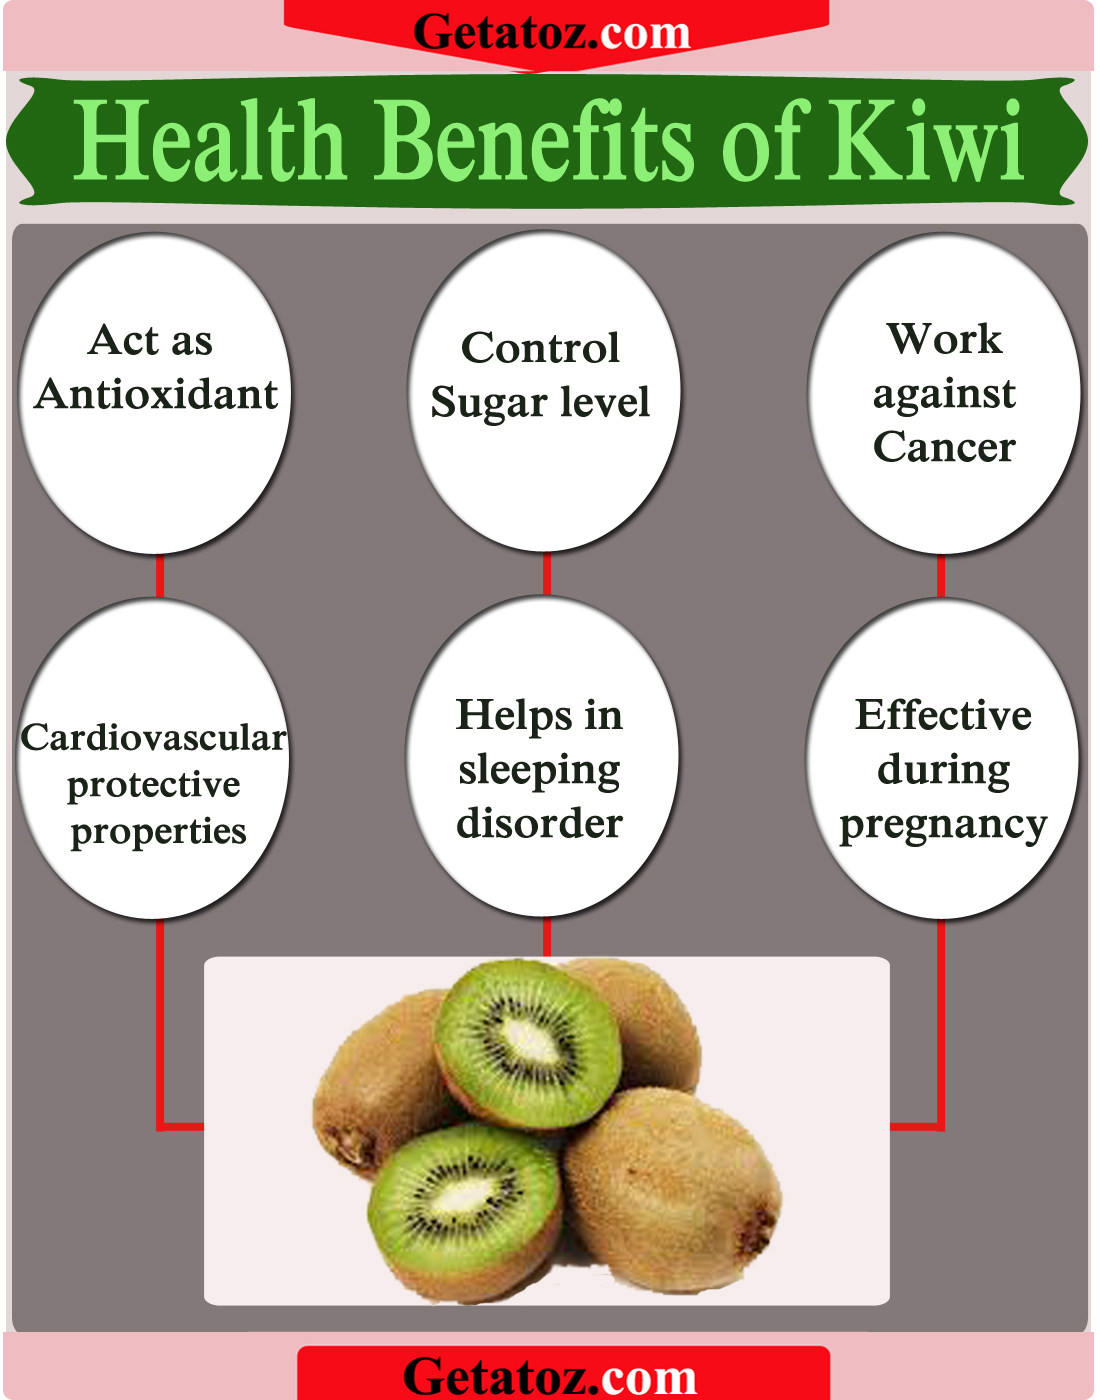 Getatoz.com
Health Benefits of Kiwi
Act as
Antioxidant
Control
Sugar level
Work
against
Cancer
Cardiovascular
protective
properties
Helps in
sleeping
disorder
Effective
during
pregnancy
Getatoz.com